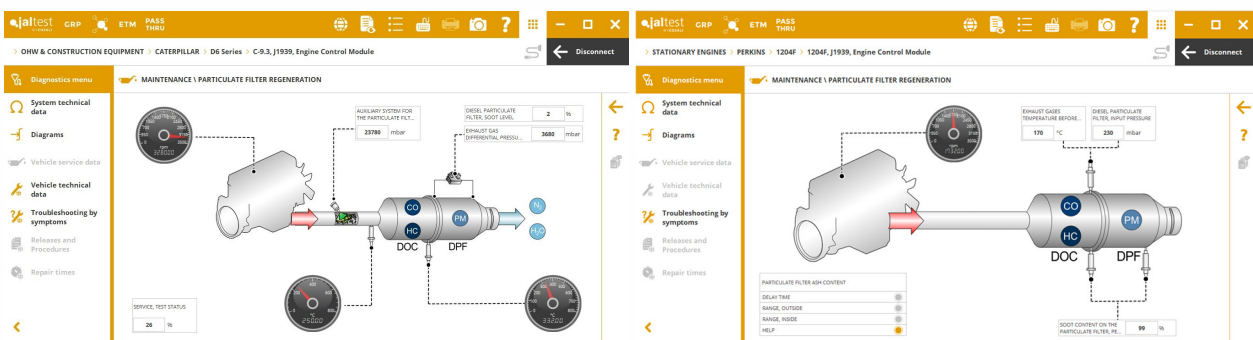 jaltest GRP ETM PASS
THRU
OHW & CONSTRUCTION EQUIPMENT > CATERPILLAR > D6 Series > C-9.3, J1939, Engine Control Module
Disconnect
Diagnostics menu
MAINTENANCE \ PARTICULATE FILTER REGENERATION
System technical
data
Diagrams
Vehicle service data
Vehicle technical
data
Troubleshooting by
symptoms
Releases and
Procedures
Repair times
AUXILIARY SYSTEM FOR
THE PARTICULATE FILT...
23780 mbar
DIESEL PARTICULATE
FILTER, SOOT LEVEL
2 %
EXHAUST GAS
DIFFERENTIAL PRESSU...
3680 mbar
rpm
CO
HC
PM
N₂
H₂O
DOC DPF
°C
°C
SERVICE, TEST STATUS
26 %
jaltest GRP ETM PASS
THRU
STATIONARY ENGINES > PERKINS > 1204F > 1204F, J1939, Engine Control Module
Disconnect
Diagnostics menu
MAINTENANCE \ PARTICULATE FILTER REGENERATION
System technical
data
Diagrams
Vehicle service data
Vehicle technical
data
Troubleshooting by
symptoms
Releases and
Procedures
Repair times
EXHAUST GASES
TEMPERATURE BEFORE...
170 °C
DIESEL PARTICULATE
FILTER, INPUT PRESSURE
230 mbar
rpm
CO
HC
PM
DOC DPF
PARTICULATE FILTER ASH CONTENT
DELAY TIME
RANGE, OUTSIDE
RANGE, INSIDE
HELP
SOOT CONTENT ON THE
PARTICULATE FILTER, PE...
99 %